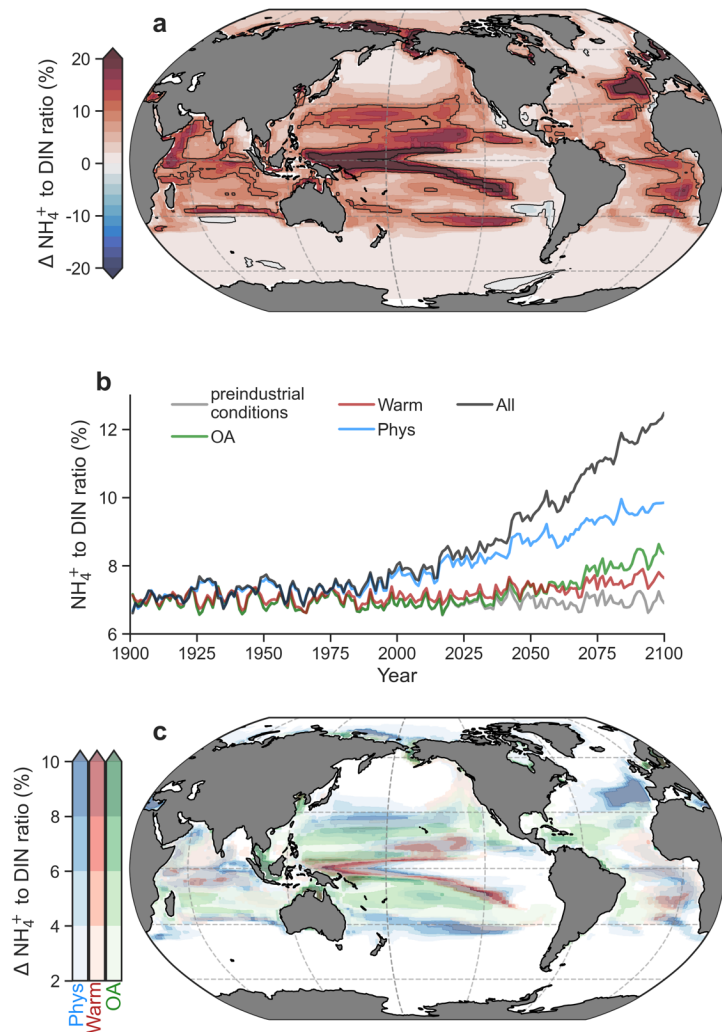 a
Δ NH₄⁺ to DIN ratio (%)
20
10
0
-10
-20
b
NH₄⁺ to DIN ratio (%)
preindustrial
conditions
OA
Warm
Phys
All
12
10
8
6
1900 1925 1950 1975 2000 2025 2050 2075 2100
Year
c
Δ NH₄⁺ to DIN ratio (%)
10
8
6
4
2
Phys
Warm
OA